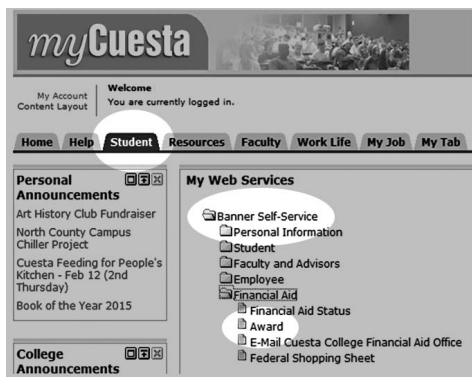 myCuesta
My Account
Content Layout
Welcome
You are currently logged in.
Home Help Student Resources Faculty Work Life My Job My Tab
Personal
Announcements
Art History Club Fundraiser
North County Campus
Chiller Project
Cuesta Feeding for People's
Kitchen - Feb 12 (2nd
Thursday)
Book of the Year 2015
College
Announcements
My Web Services
Banner Self-Service
Personal Information
Student
Faculty and Advisors
Employee
Financial Aid
Financial Aid Status
Award
E-Mail Cuesta College Financial Aid Office
Federal Shopping Sheet